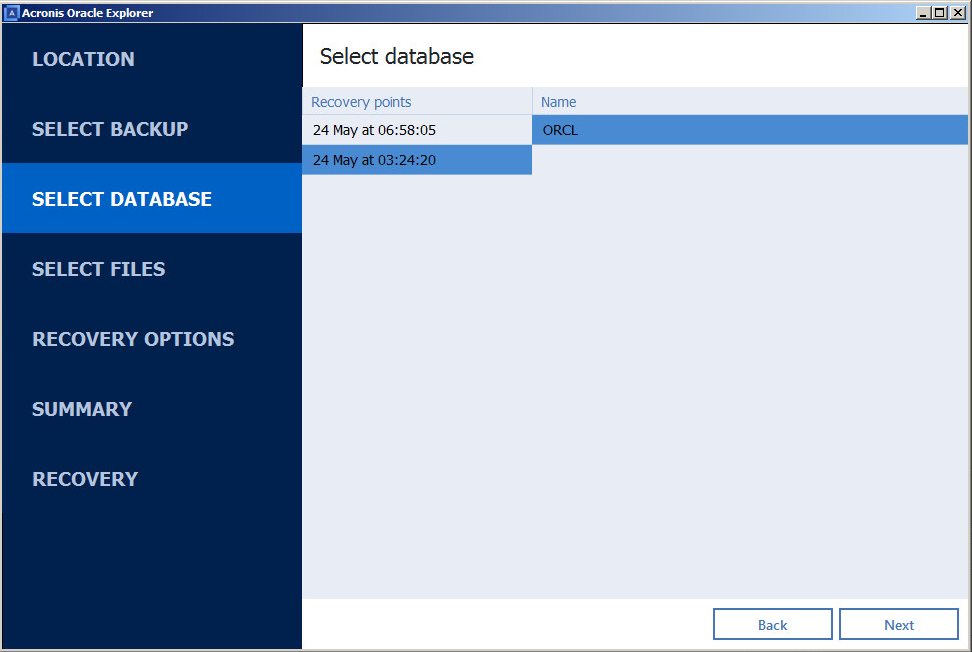 Acronis Oracle Explorer
LOCATION
SELECT BACKUP
SELECT DATABASE
SELECT FILES
RECOVERY OPTIONS
SUMMARY
RECOVERY
Select database
Recovery points Name
24 May at 06:58:05 ORCL
24 May at 03:24:20
Back Next